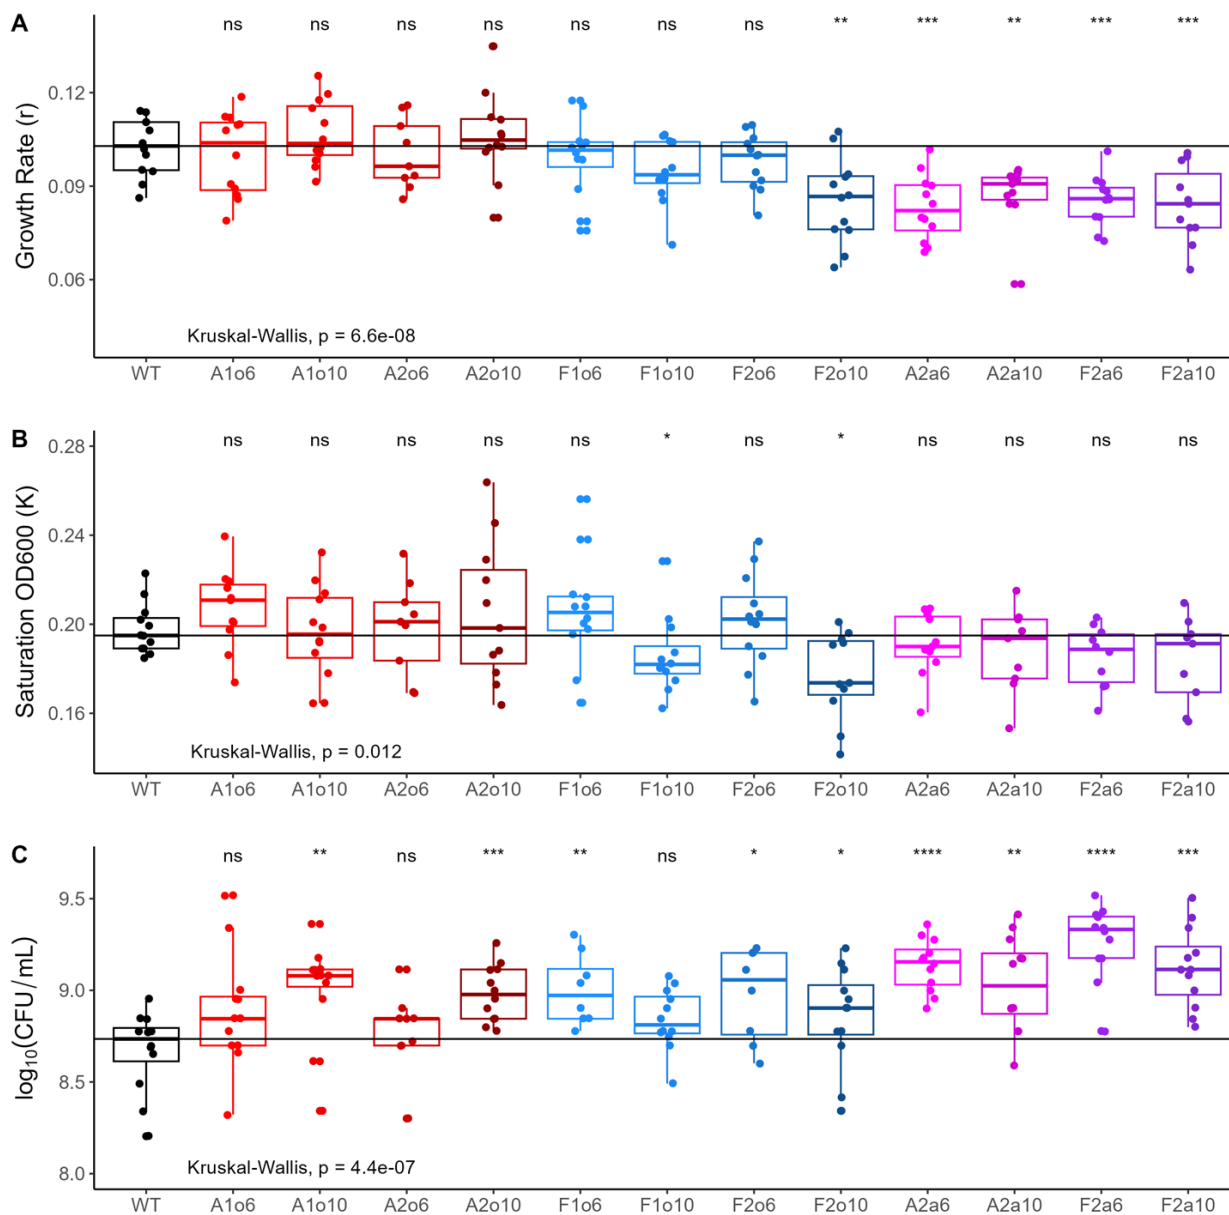 A
ns ns ns ns ns ns ns ** *** ** *** ***
Growth Rate (r)
0.12
0.09
0.06
Kruskal-Wallis, p = 6.6e-08
WT A1o6 A1o10 A2o6 A2o10 F1o6 F1o10 F2o6 F2o10 A2a6 A2a10 F2a6 F2a10
B
ns ns ns ns ns * ns * ns ns ns ns
Saturation OD600 (K)
0.28
0.24
0.20
0.16
Kruskal-Wallis, p = 0.012
WT A1o6 A1o10 A2o6 A2o10 F1o6 F1o10 F2o6 F2o10 A2a6 A2a10 F2a6 F2a10
C
ns ** ns *** ** ns * * **** ** **** ***
log₁₀(CFU/mL)
9.5
9.0
8.5
8.0
Kruskal-Wallis, p = 4.4e-07
WT A1o6 A1o10 A2o6 A2o10 F1o6 F1o10 F2o6 F2o10 A2a6 A2a10 F2a6 F2a10